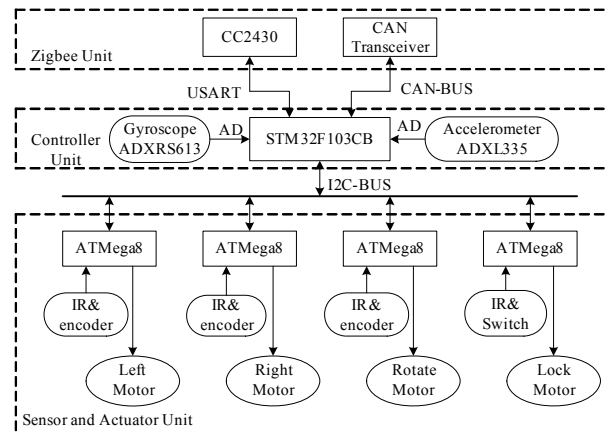 CC2430
CAN
Transceiver
Zigbee Unit
USART
CAN-BUS
Controller
Unit
Gyroscope
ADXRS613
AD
STM32F103CB
AD
Accelerometer
ADXL335
I2C-BUS
ATMega8
ATMega8
ATMega8
ATMega8
IR&
encoder
IR&
encoder
IR&
encoder
IR&
Switch
Left
Motor
Right
Motor
Rotate
Motor
Lock
Motor
Sensor and Actuator Unit